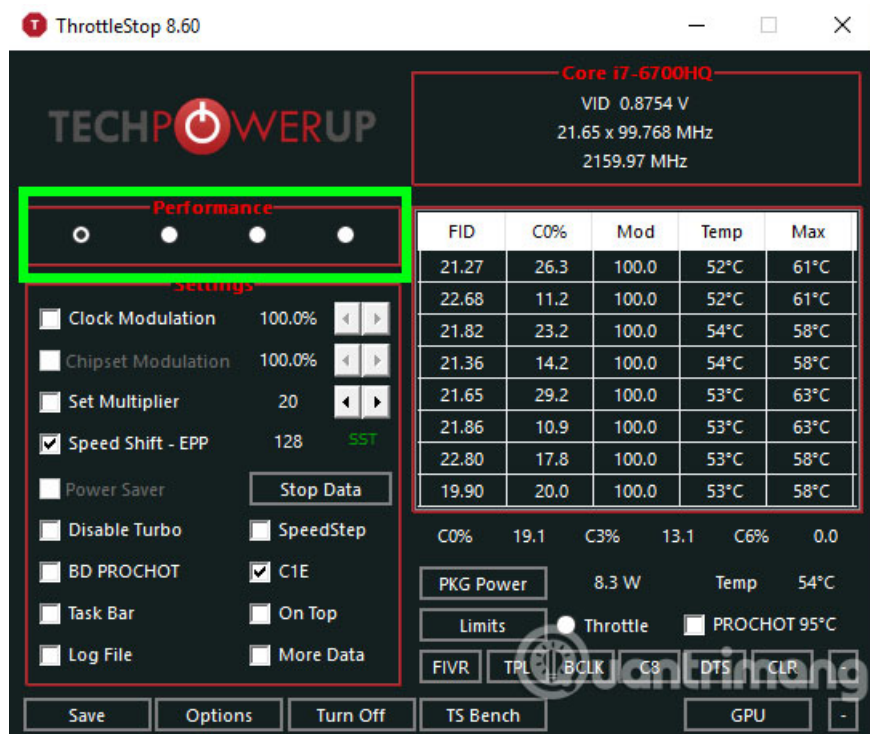 ThrottleStop 8.60
TECHPOWERUP
Core i7-6700HQ
VID 0.8754 V
21.65 x 99.768 MHz
2159.97 MHz
Performance
FID C0% Mod Temp Max
21.27 26.3 100.0 52°C 61°C
22.68 11.2 100.0 52°C 61°C
21.82 23.2 100.0 54°C 58°C
21.36 14.2 100.0 54°C 58°C
21.65 29.2 100.0 53°C 63°C
21.86 10.9 100.0 53°C 63°C
22.80 17.8 100.0 53°C 58°C
19.90 20.0 100.0 53°C 58°C
Settings
Clock Modulation 100.0%
Chipset Modulation 100.0%
Set Multiplier 20
Speed Shift - EPP 128 SST
Power Saver Stop Data
Disable Turbo SpeedStep
BD PROCHOT C1E
Task Bar On Top
Log File More Data
C0% 19.1 C3% 13.1 C6% 0.0
PKG Power 8.3 W Temp 54°C
Limits Throttle PROCHOT 95°C
FIVR TPL BCLK C8 DTS CLR -
Quantrimang
Save Options Turn Off TS Bench GPU -